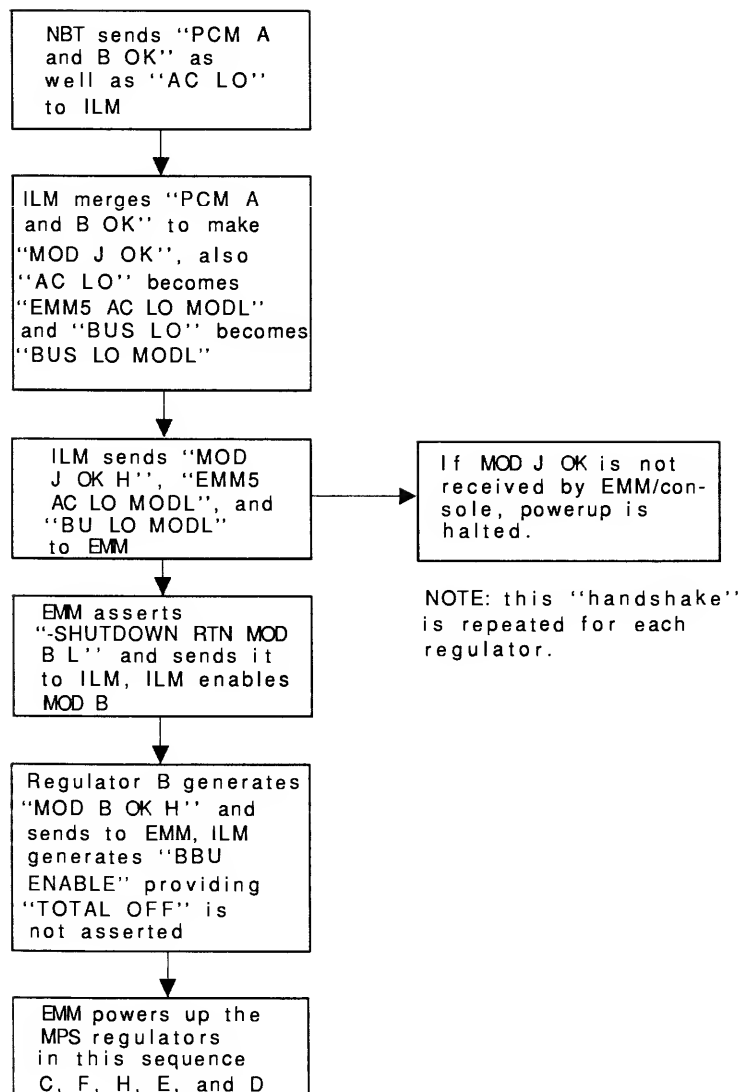 NBT sends “PCM A
and B OK” as
well as “AC LO”
to ILM
ILM merges “PCM A
and B OK” to make
“MOD J OK”, also
“AC LO” becomes
“EMM5 AC LO MODL”
and “BUS LO” becomes
“BUS LO MODL”
ILM sends “MOD
J OK H”, “EMM5
AC LO MODL”, and
“BU LO MODL”
to EMM
If MOD J OK is not
received by EMM/con-
sole, powerup is
halted.
NOTE: this “handshake”
is repeated for each
regulator.
EMM asserts
“-SHUTDOWN RTN MOD
B L” and sends it
to ILM, ILM enables
MOD B
Regulator B generates
“MOD B OK H” and
sends to EMM, ILM
generates “BBU
ENABLE” providing
“TOTAL OFF” is
not asserted
EMM powers up the
MPS regulators
in this sequence
C, F, H, E, and D